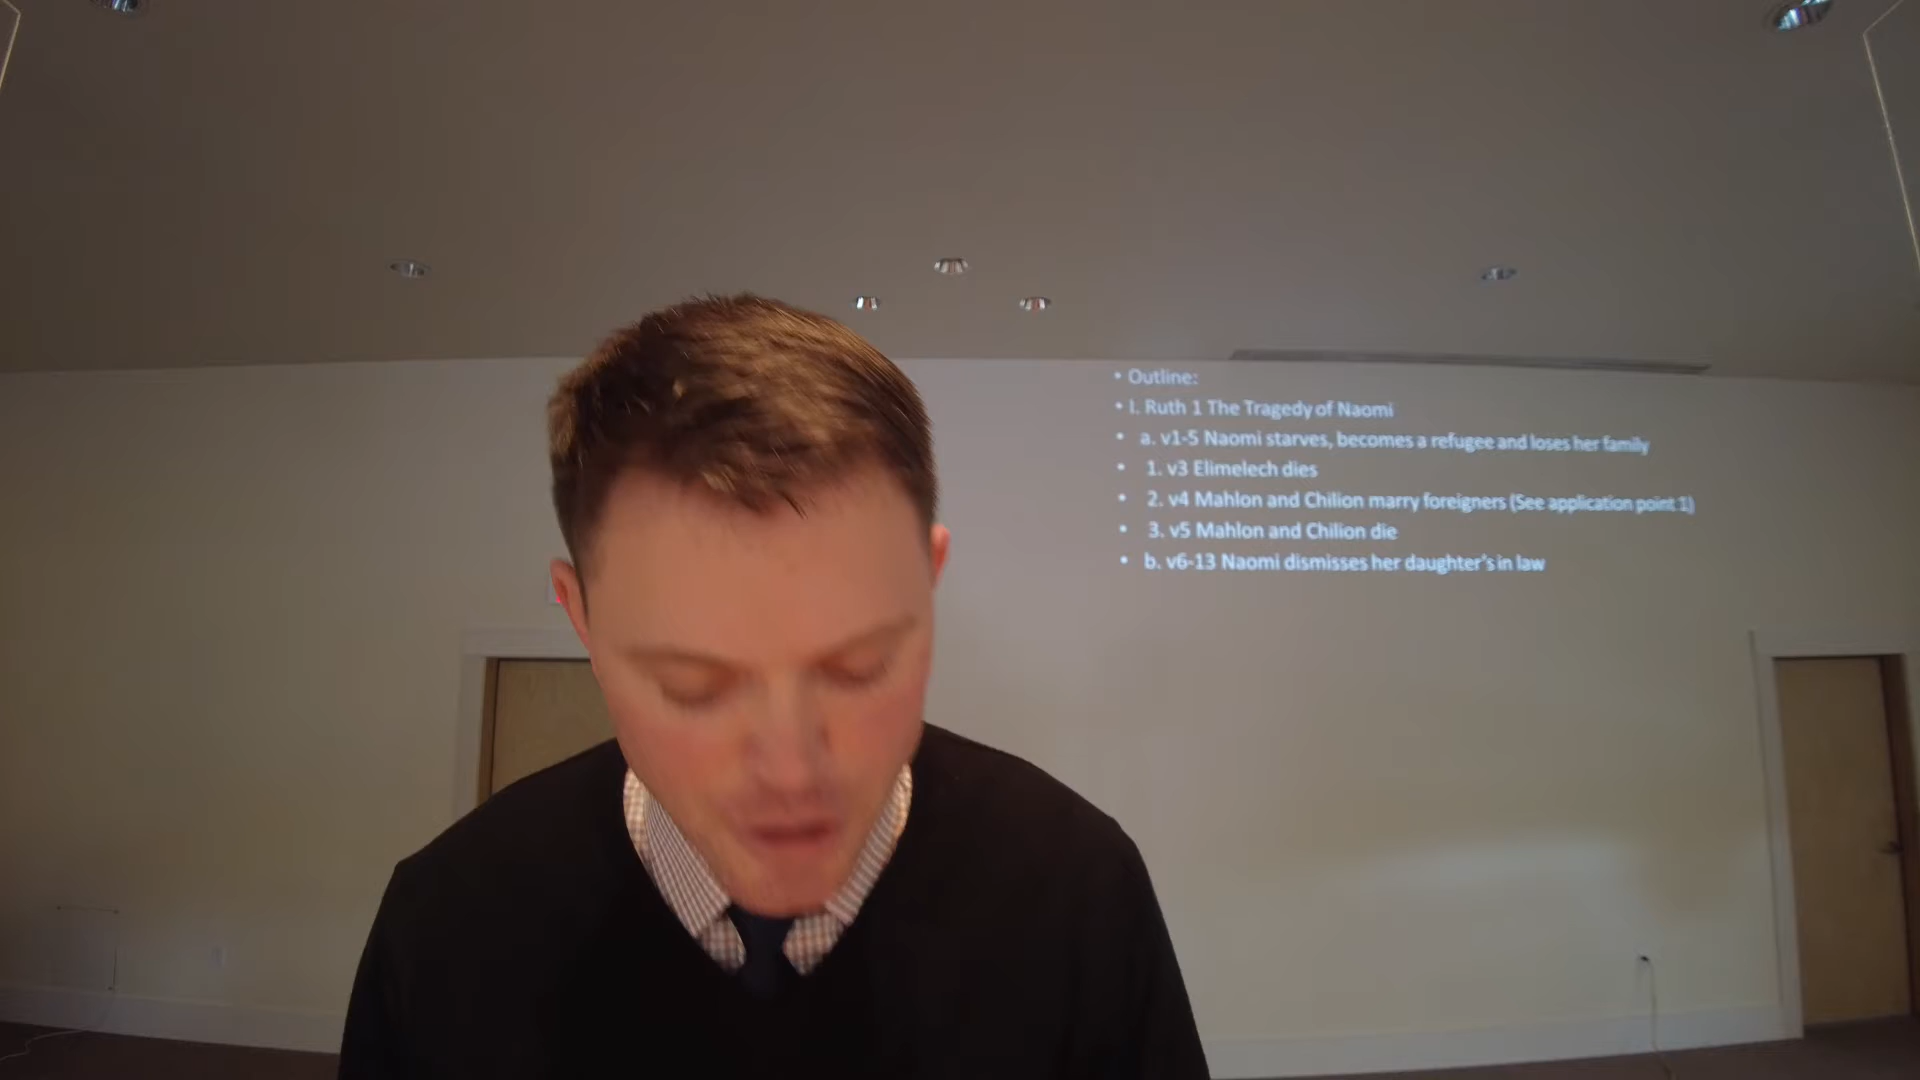 • Outline:
• I. Ruth 1 The Tragedy of Naomi
• a. v1-5 Naomi starves, becomes a refugee and loses her family
• 1. v3 Elimelech dies
• 2. v4 Mahlon and Chilion marry foreigners (See application point 1)
• 3. v5 Mahlon and Chilion die
• b. v6-13 Naomi dismisses her daughter's in law